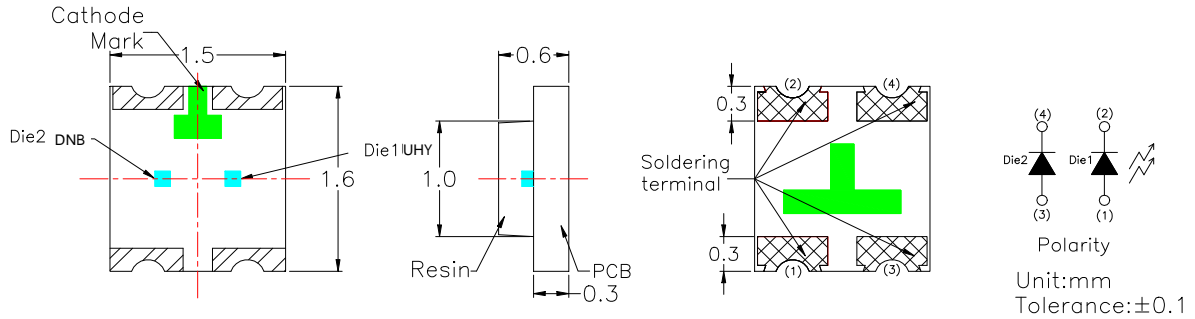 Cathode
Mark
1.5
Die2 DNB
Die1 UHY
1.6
0.6
1.0
Resin
PCB
0.3
(2)
(4)
0.3
Soldering
terminal
0.3
(1)
(3)
(4)
(2)
Die2
Die1
(3)
(1)
Polarity
Unit:mm
Tolerance:±0.1